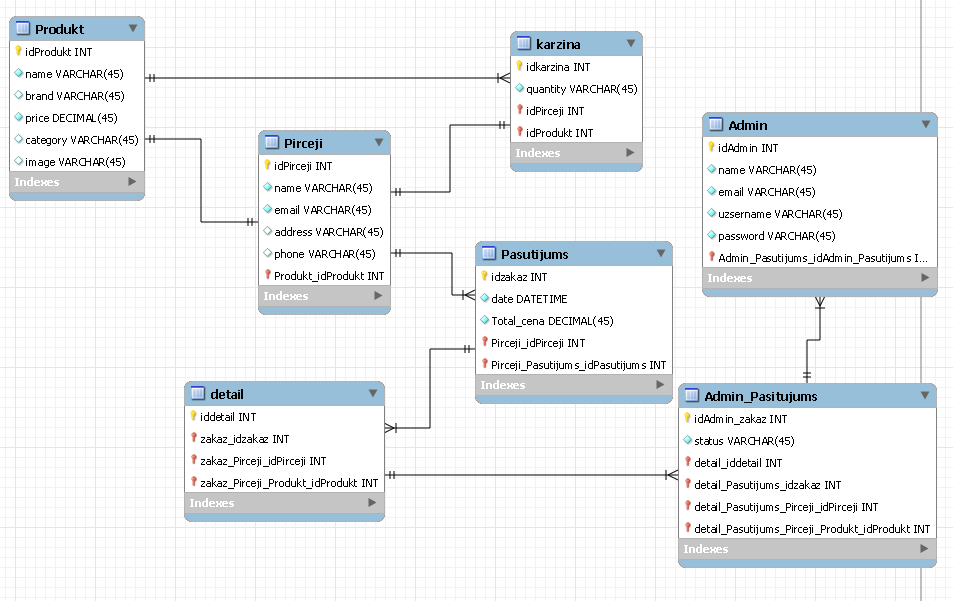 Produkt
idProdukt INT
name VARCHAR(45)
brand VARCHAR(45)
price DECIMAL(45)
category VARCHAR(45)
image VARCHAR(45)
Indexes
karzina
idkarzina INT
quantity VARCHAR(45)
idPirceji INT
idProdukt INT
Indexes
Pirceji
idPirceji INT
name VARCHAR(45)
email VARCHAR(45)
address VARCHAR(45)
phone VARCHAR(45)
Produkt_idProdukt INT
Indexes
Admin
idAdmin INT
name VARCHAR(45)
email VARCHAR(45)
uzsername VARCHAR(45)
password VARCHAR(45)
Admin_Pasutijums_idAdmin_Pasutijums I...
Indexes
Pasutijums
idzakaz INT
date DATETIME
Total_cena DECIMAL(45)
Pirceji_idPirceji INT
Pirceji_Pasutijums_idPasutijums INT
Indexes
detail
iddetail INT
zakaz_idzakaz INT
zakaz_Pirceji_idPirceji INT
zakaz_Pirceji_Produkt_idProdukt INT
Indexes
Admin_Pasitujums
idAdmin_zakaz INT
status VARCHAR(45)
detail_iddetail INT
detail_Pasutijums_idzakaz INT
detail_Pasutijums_Pirceji_idPirceji INT
detail_Pasutijums_Pirceji_Produkt_idProdukt INT
Indexes